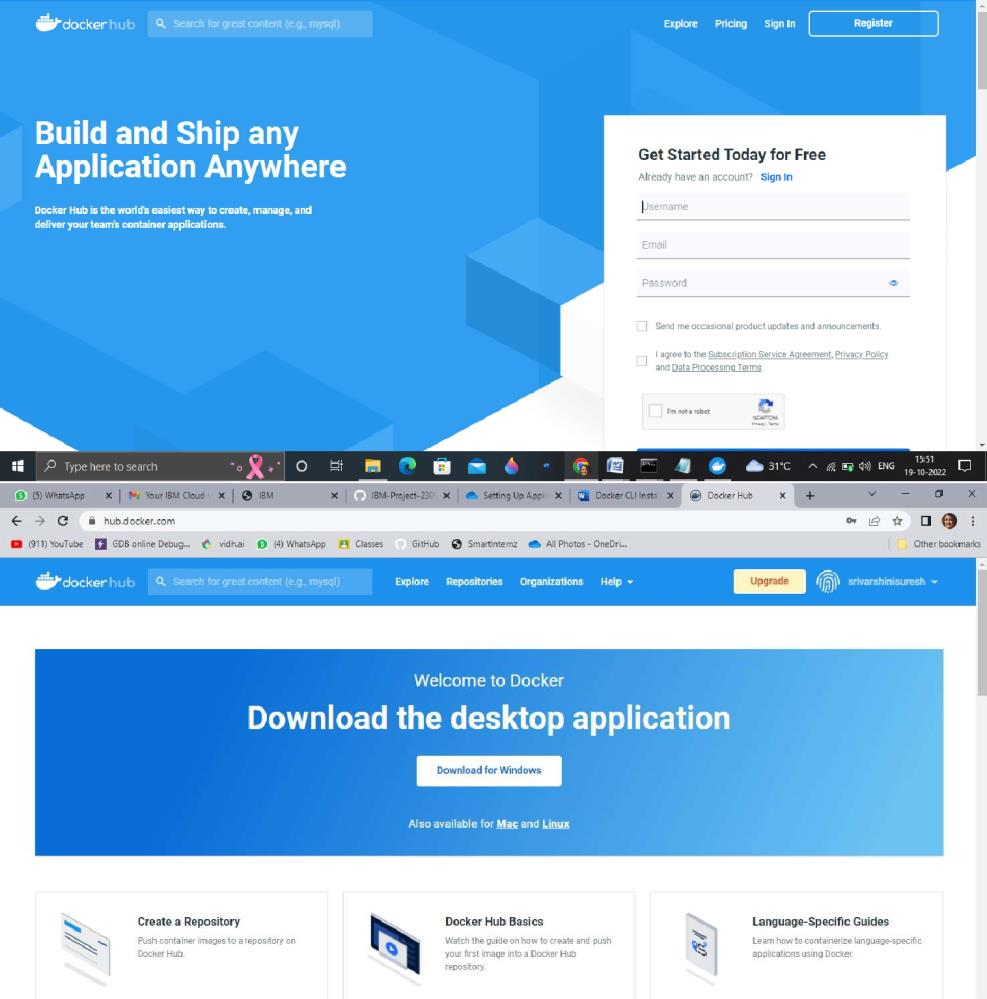 docker hub
Search for great content (e.g., mysql)
Explore
Pricing
Sign In
Register
Build and Ship any
Application Anywhere
Docker Hub is the world's easiest way to create, manage, and
deliver your team's container applications.
Get Started Today for Free
Already have an account? Sign In
Username
Email
Password
Send me occasional product updates and announcements.
I agree to the Subscription Service Agreement, Privacy Policy
and Data Processing Terms.
I'm not a robot
reCAPTCHA
Privacy - Terms
Type here to search
31°C
ENG
15:51
19-10-2022
(5) WhatsApp
Your IBM Cloud
IBM
IBM-Project-230
Setting Up Appli
Docker CLI Insta
Docker Hub
hub.docker.com
(911) YouTube
GDB online Debug...
vidh.ai
(4) WhatsApp
Classes
GitHub
SmartInternz
All Photos - OneDri...
Other bookmarks
docker hub
Search for great content (e.g., mysql)
Explore
Repositories
Organizations
Help
Upgrade
srivarshinisuresh
Welcome to Docker
Download the desktop application
Download for Windows
Also available for Mac and Linux
Create a Repository
Push container images to a repository on
Docker Hub.
Docker Hub Basics
Watch the guide on how to create and push
your first image into a Docker Hub
repository.
Language-Specific Guides
Learn how to containerize language-specific
applications using Docker.